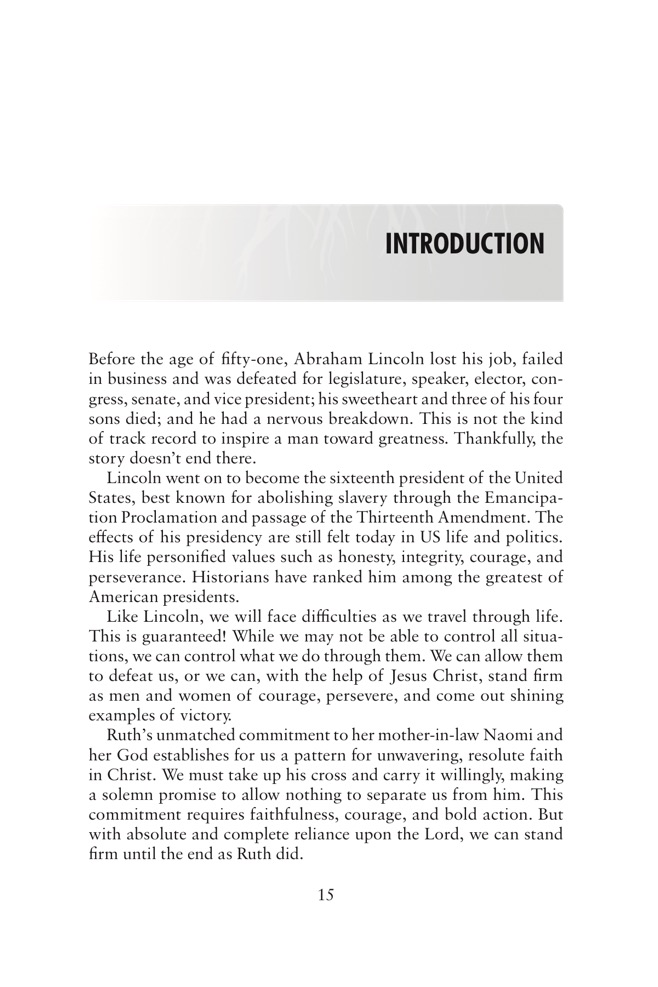 INTRODUCTION
Before the age of fifty-one, Abraham Lincoln lost his job, failed
in business and was defeated for legislature, speaker, elector, con-
gress, senate, and vice president; his sweetheart and three of his four
sons died; and he had a nervous breakdown. This is not the kind
of track record to inspire a man toward greatness. Thankfully, the
story doesn’t end there.
Lincoln went on to become the sixteenth president of the United
States, best known for abolishing slavery through the Emancipa-
tion Proclamation and passage of the Thirteenth Amendment. The
effects of his presidency are still felt today in US life and politics.
His life personified values such as honesty, integrity, courage, and
perseverance. Historians have ranked him among the greatest of
American presidents.
Like Lincoln, we will face difficulties as we travel through life.
This is guaranteed! While we may not be able to control all situa-
tions, we can control what we do through them. We can allow them
to defeat us, or we can, with the help of Jesus Christ, stand firm
as men and women of courage, persevere, and come out shining
examples of victory.
Ruth’s unmatched commitment to her mother-in-law Naomi and
her God establishes for us a pattern for unwavering, resolute faith
in Christ. We must take up his cross and carry it willingly, making
a solemn promise to allow nothing to separate us from him. This
commitment requires faithfulness, courage, and bold action. But
with absolute and complete reliance upon the Lord, we can stand
firm until the end as Ruth did.
15